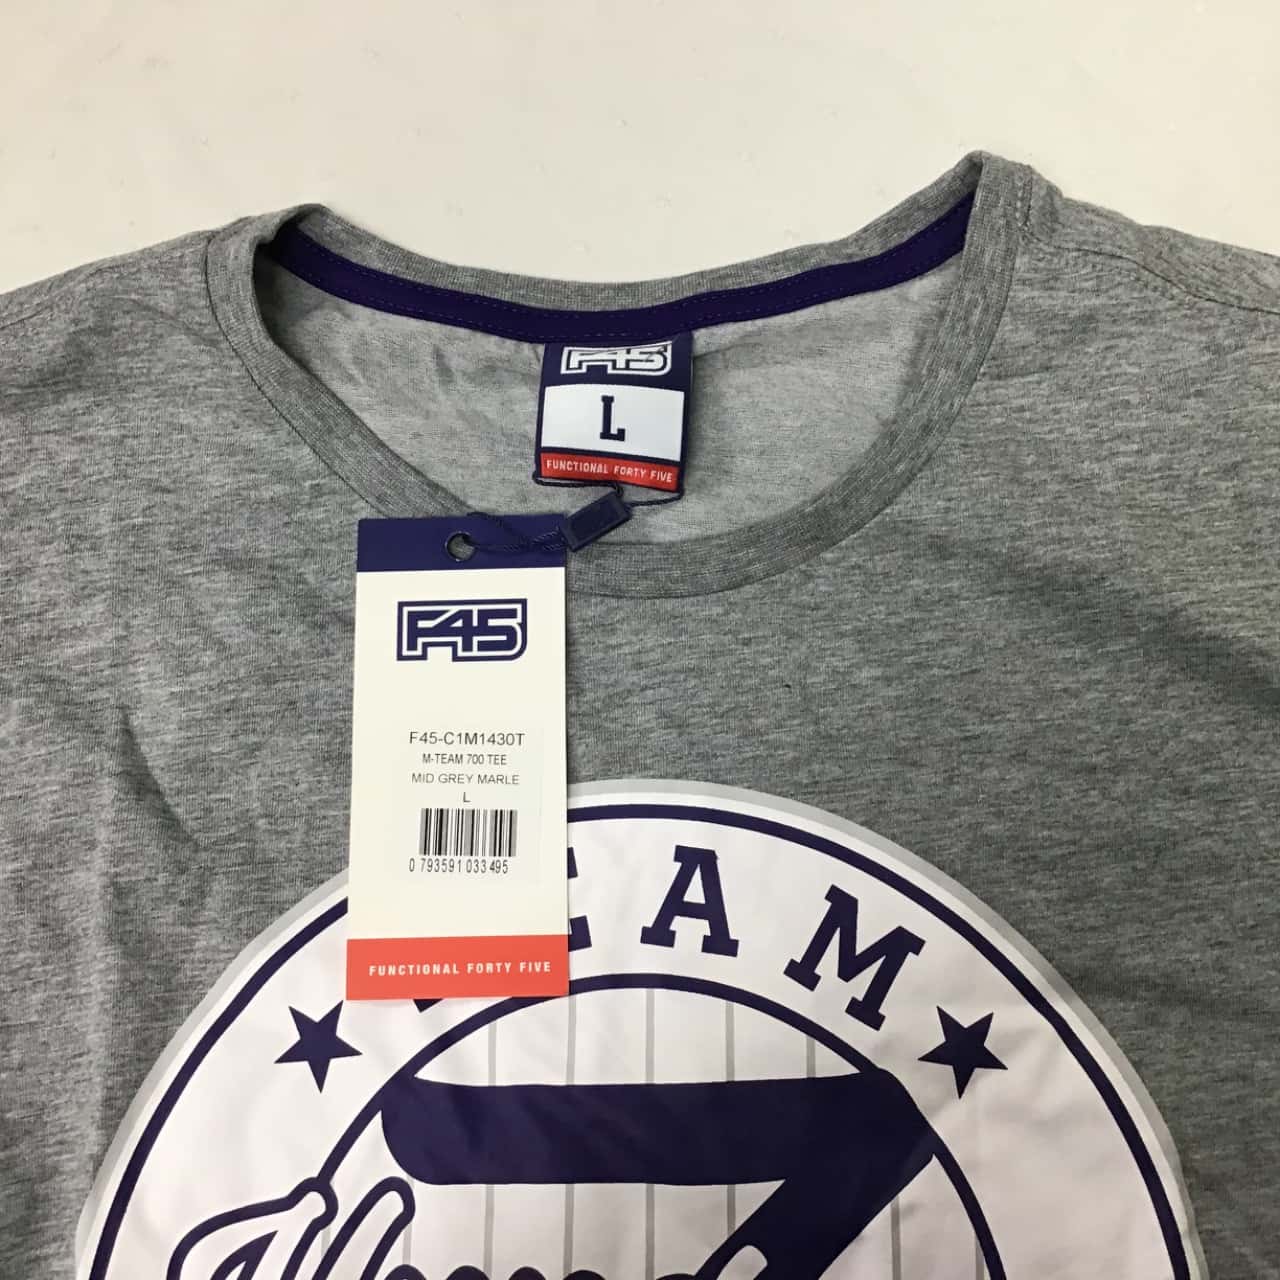 F45
L
FUNCTIONAL FORTY FIVE
F45
F45-C1M1430T
M-TEAM 700 TEE
MID GREY MARLE
L
0 793591 033495
FUNCTIONAL FORTY FIVE
EAM
7